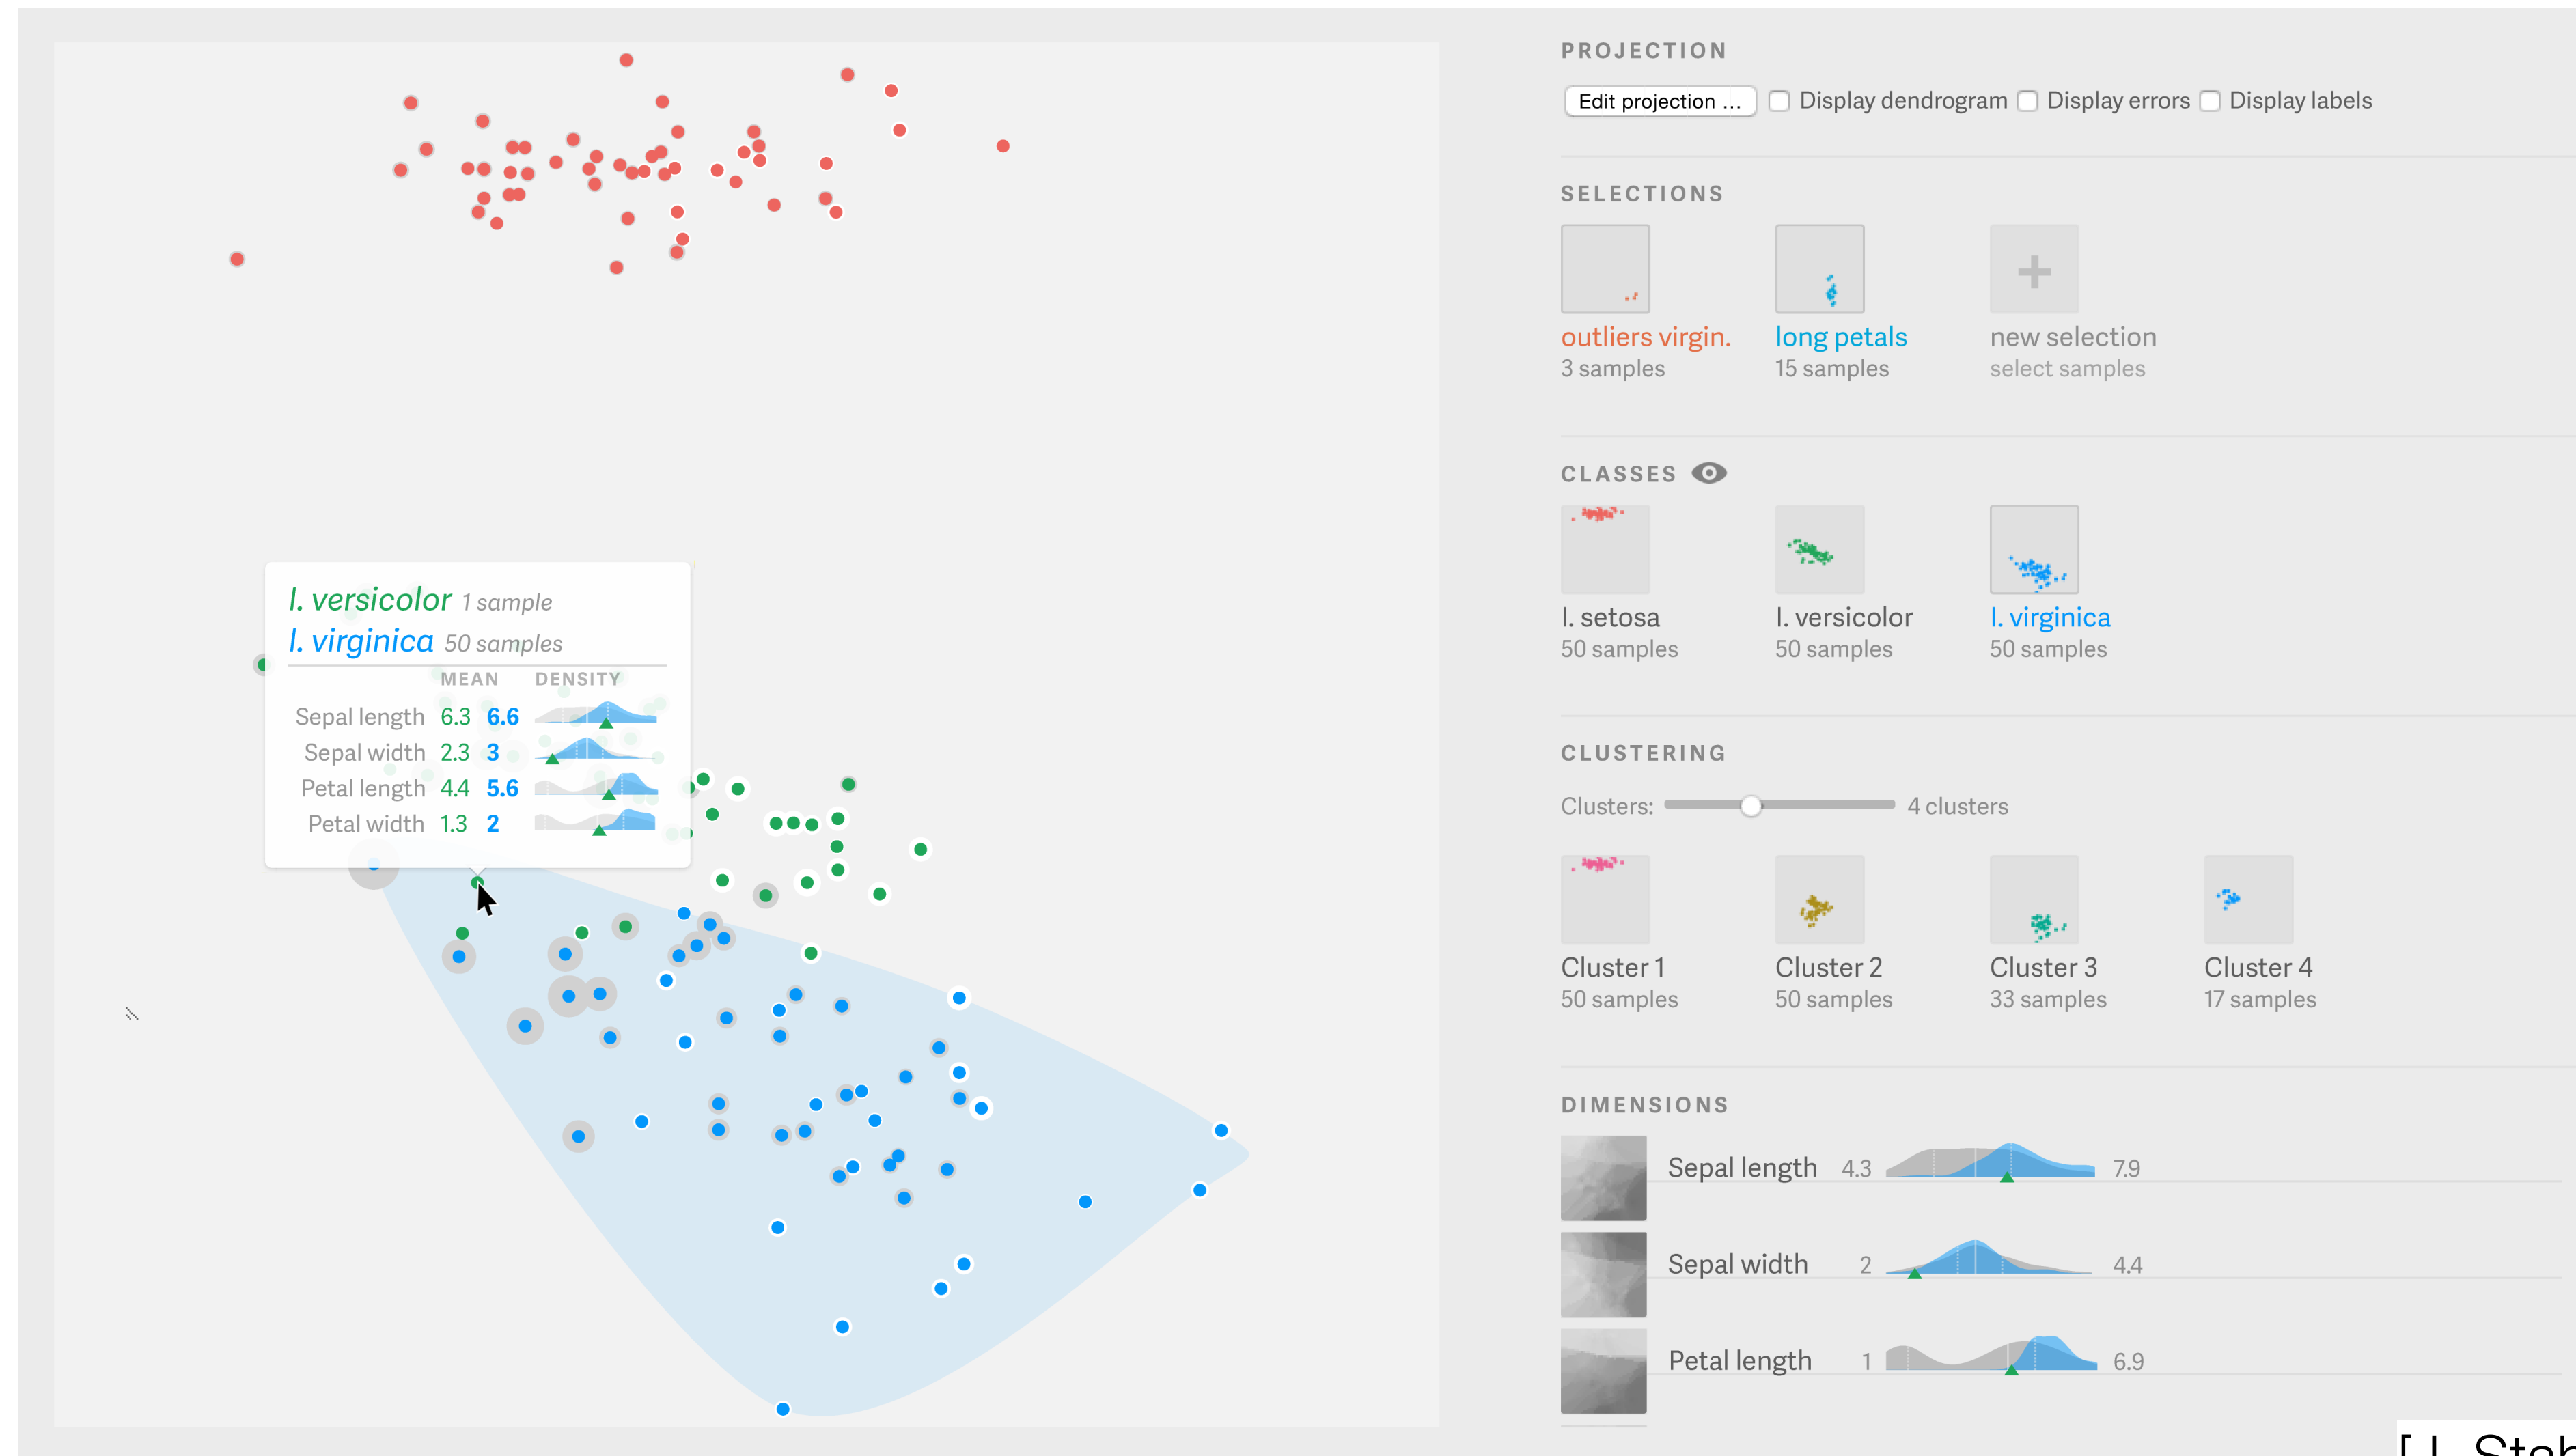 PROJECTION
Edit projection ... Display dendrogram Display errors Display labels
SELECTIONS
outliers virgin. long petals new selection
3 samples 15 samples select samples
CLASSES
I. setosa I. versicolor I. virginica
50 samples 50 samples 50 samples
I. versicolor 1 sample
I. virginica 50 samples
MEAN DENSITY
Sepal length 6.3 6.6
Sepal width 2.3 3
Petal length 4.4 5.6
Petal width 1.3 2
CLUSTERING
Clusters: 4 clusters
Cluster 1 Cluster 2 Cluster 3 Cluster 4
50 samples 50 samples 33 samples 17 samples
DIMENSIONS
Sepal length 4.3 7.9
Sepal width 2 4.4
Petal length 1 6.9